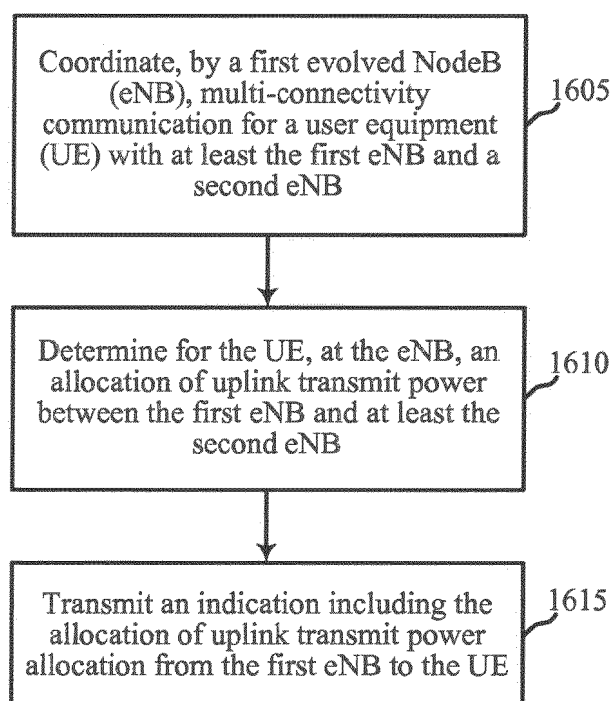 Coordinate, by a first evolved NodeB
(eNB), multi-connectivity
communication for a user equipment
(UE) with at least the first eNB and a
second eNB
1605
Determine for the UE, at the eNB, an
allocation of uplink transmit power
between the first eNB and at least the
second eNB
1610
Transmit an indication including the
allocation of uplink transmit power
allocation from the first eNB to the UE
1615